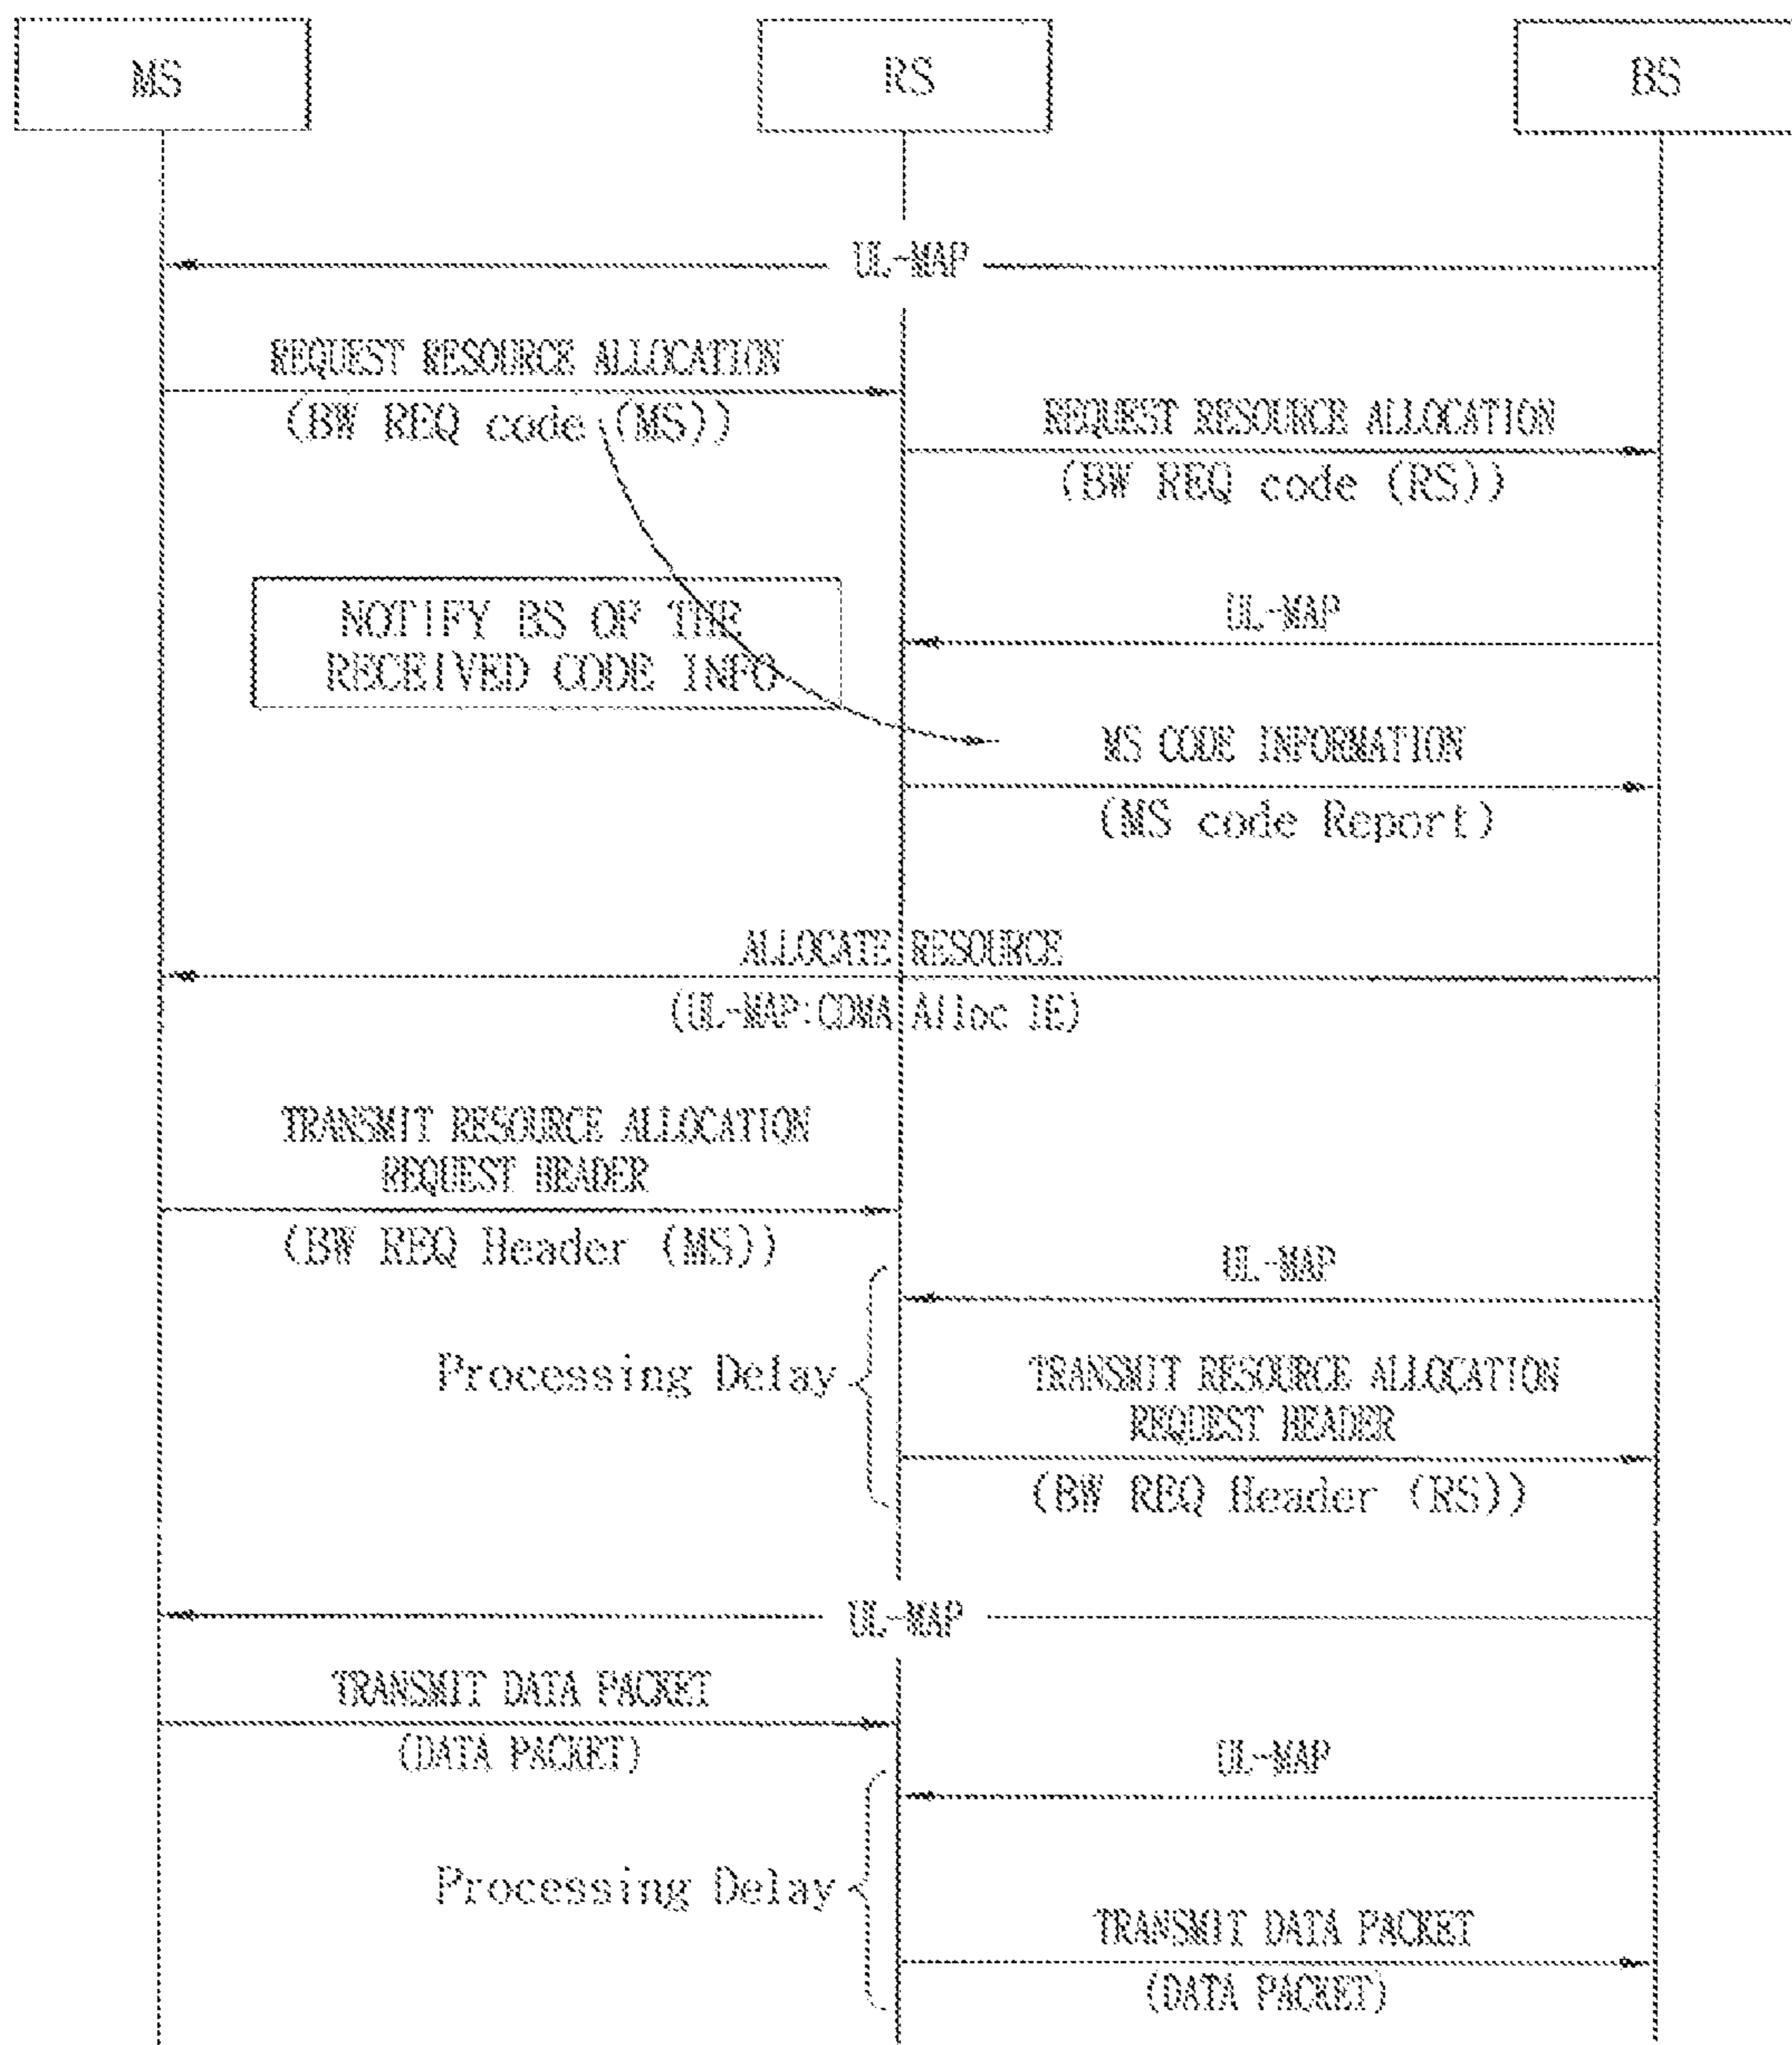 MS
RS
BS
UL-MAP
REQUEST RESOURCE ALLOCATION
(BW REQ code (MS))
REQUEST RESOURCE ALLOCATION
(BW REQ code (RS))
NOTIFY BS OF THE
RECEIVED CODE INFO
UL-MAP
MS CODE INFORMATION
(MS code Report)
ALLOCATE RESOURCE
(UL-MAP:CDMA Alloc IE)
TRANSMIT RESOURCE ALLOCATION
REQUEST HEADER
(BW REQ Header (MS))
UL-MAP
Processing Delay
TRANSMIT RESOURCE ALLOCATION
REQUEST HEADER
(BW REQ Header (RS))
UL-MAP
TRANSMIT DATA PACKET
(DATA PACKET)
UL-MAP
Processing Delay
TRANSMIT DATA PACKET
(DATA PACKET)